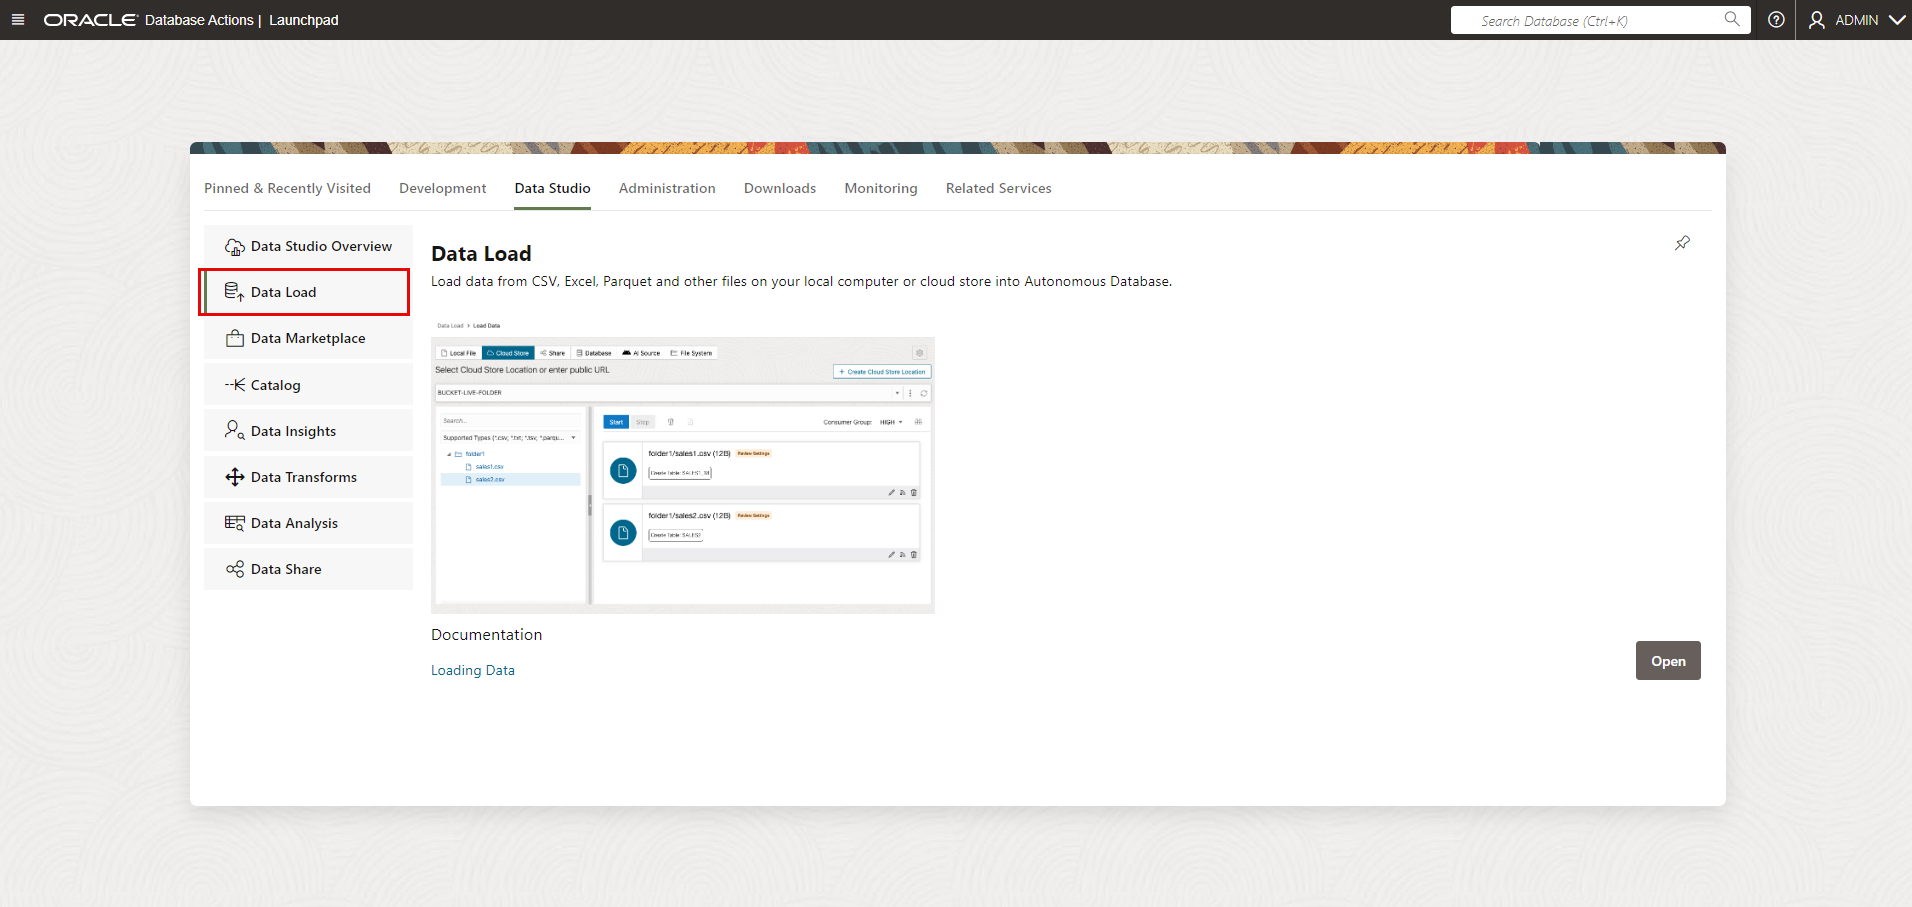 ORACLE Database Actions | Launchpad
Search Database (Ctrl+K)
ADMIN
Pinned & Recently Visited
Development
Data Studio
Administration
Downloads
Monitoring
Related Services
Data Studio Overview
Data Load
Data Marketplace
Catalog
Data Insights
Data Transforms
Data Analysis
Data Share
Data Load
Load data from CSV, Excel, Parquet and other files on your local computer or cloud store into Autonomous Database.
Data Load > Load Data
Local File
Cloud Store
Share
Database
AI Source
File System
Select Cloud Store Location or enter public URL
+ Create Cloud Store Location
BUCKET-LIVE-FOLDER
Search...
Supported Types (*.csv, *.txt, *.tsv, *.parqu...
folder1
sales1.csv
sales2.csv
Start
Stop
Consumer Group: HIGH
folder1/sales1.csv (12B) Review Settings
Create Table: SALES1_M
folder1/sales2.csv (12B) Review Settings
Create Table: SALES2
Documentation
Loading Data
Open